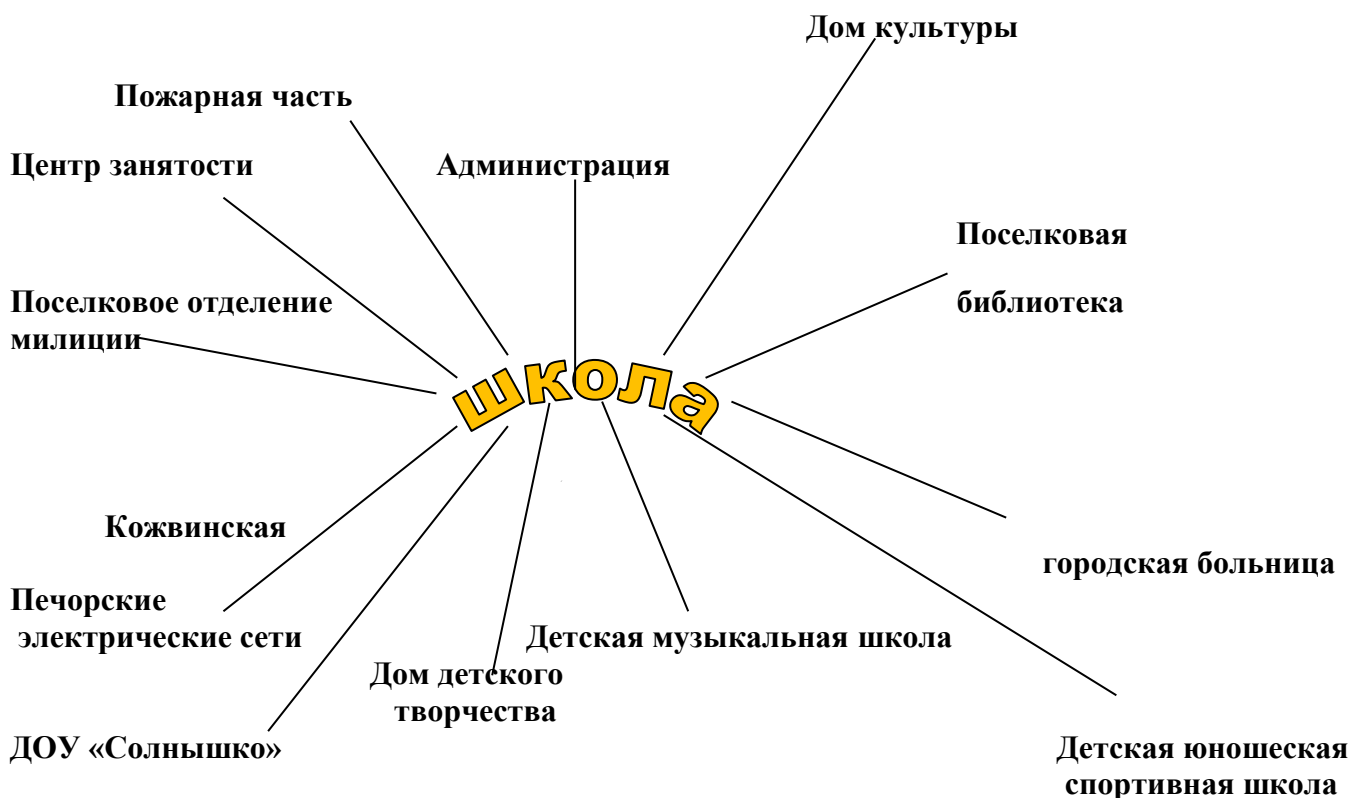 Дом культуры
Пожарная часть
Центр занятости
Администрация
Поселковая
Поселковое отделение
милиции
библиотека
школа
Кожвинская
городская больница
Печорские
электрические сети
Детская музыкальная школа
Дом детского
творчества
ДОУ «Солнышко»
Детская юношеская
спортивная школа